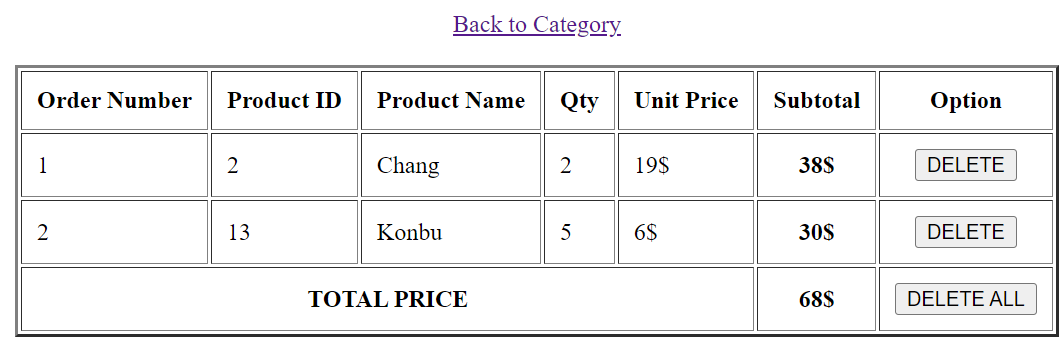 Back to Category
Order Number Product ID Product Name Qty Unit Price Subtotal Option
1 2 Chang 2 19$ 38$ DELETE
2 13 Konbu 5 6$ 30$ DELETE
TOTAL PRICE 68$ DELETE ALL